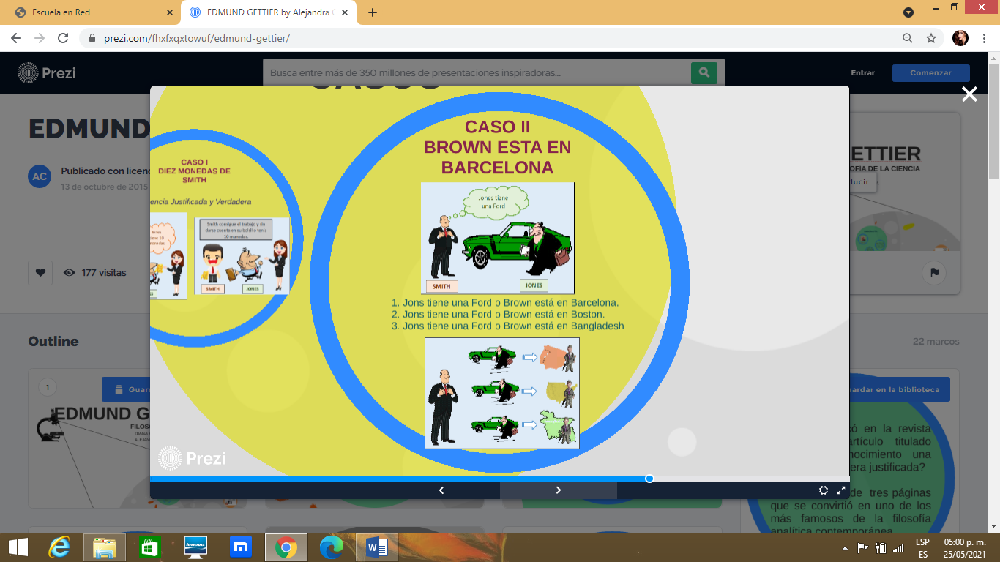 Escuela en Red
EDMUND GETTIER by Alejandra
prezi.com/fhxfxqxtowuf/edmund-gettier/
Prezi
Busca entre más de 350 millones de presentaciones inspiradoras...
Entrar
Comenzar
EDMUND
AC
Publicado con licen
13 de octubre de 2015
177 visitas
ETTIER
OFÍA DE LA CIENCIA
ducir
CASO I
DIEZ MONEDAS DE
SMITH
encia Justificada y Verdadera
Smith consigue el trabajo y sin
darse cuenta en su bolsillo tenía
10 monedas.
SMITH
JONES
CASO II
BROWN ESTA EN
BARCELONA
Jones tiene
una Ford
SMITH
JONES
1. Jons tiene una Ford o Brown está en Barcelona.
2. Jons tiene una Ford o Brown está en Boston.
3. Jons tiene una Ford o Brown está en Bangladesh
Prezi
Outline
22 marcos
1
Guar
EDMUND G
FILOS
DIANA
ALEJAN
uardar en la biblioteca
có en la revista
artículo titulado
nocimiento una
era justificada?
de tres páginas
que se convirtió en uno de los
más famosos de la filosofía
analítica contemporánea.
lenovo
ESP
ES
05:00 p. m.
25/05/2021